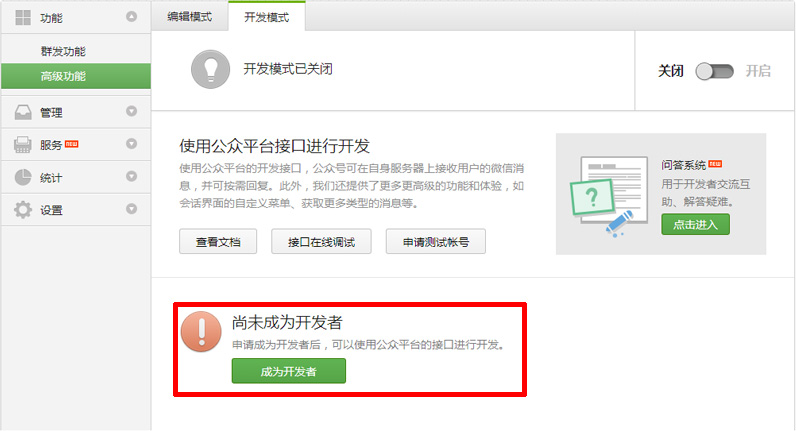 功能
群发功能
高级功能
管理
服务 NEW
统计
设置
编辑模式
开发模式
开发模式已关闭
关闭
开启
使用公众平台接口进行开发
使用公众平台的开发接口，公众号可在自身服务器上接收用户的微信消
息，并可按需回复。此外，我们还提供了更多更高级的功能和体验，如
会话界面的自定义菜单、获取更多类型的消息等。
查看文档
接口在线调试
申请测试帐号
问答系统 NEW
用于开发者交流互
助、解答疑难。
点击进入
尚未成为开发者
申请成为开发者后，可以使用公众平台的接口进行开发。
成为开发者